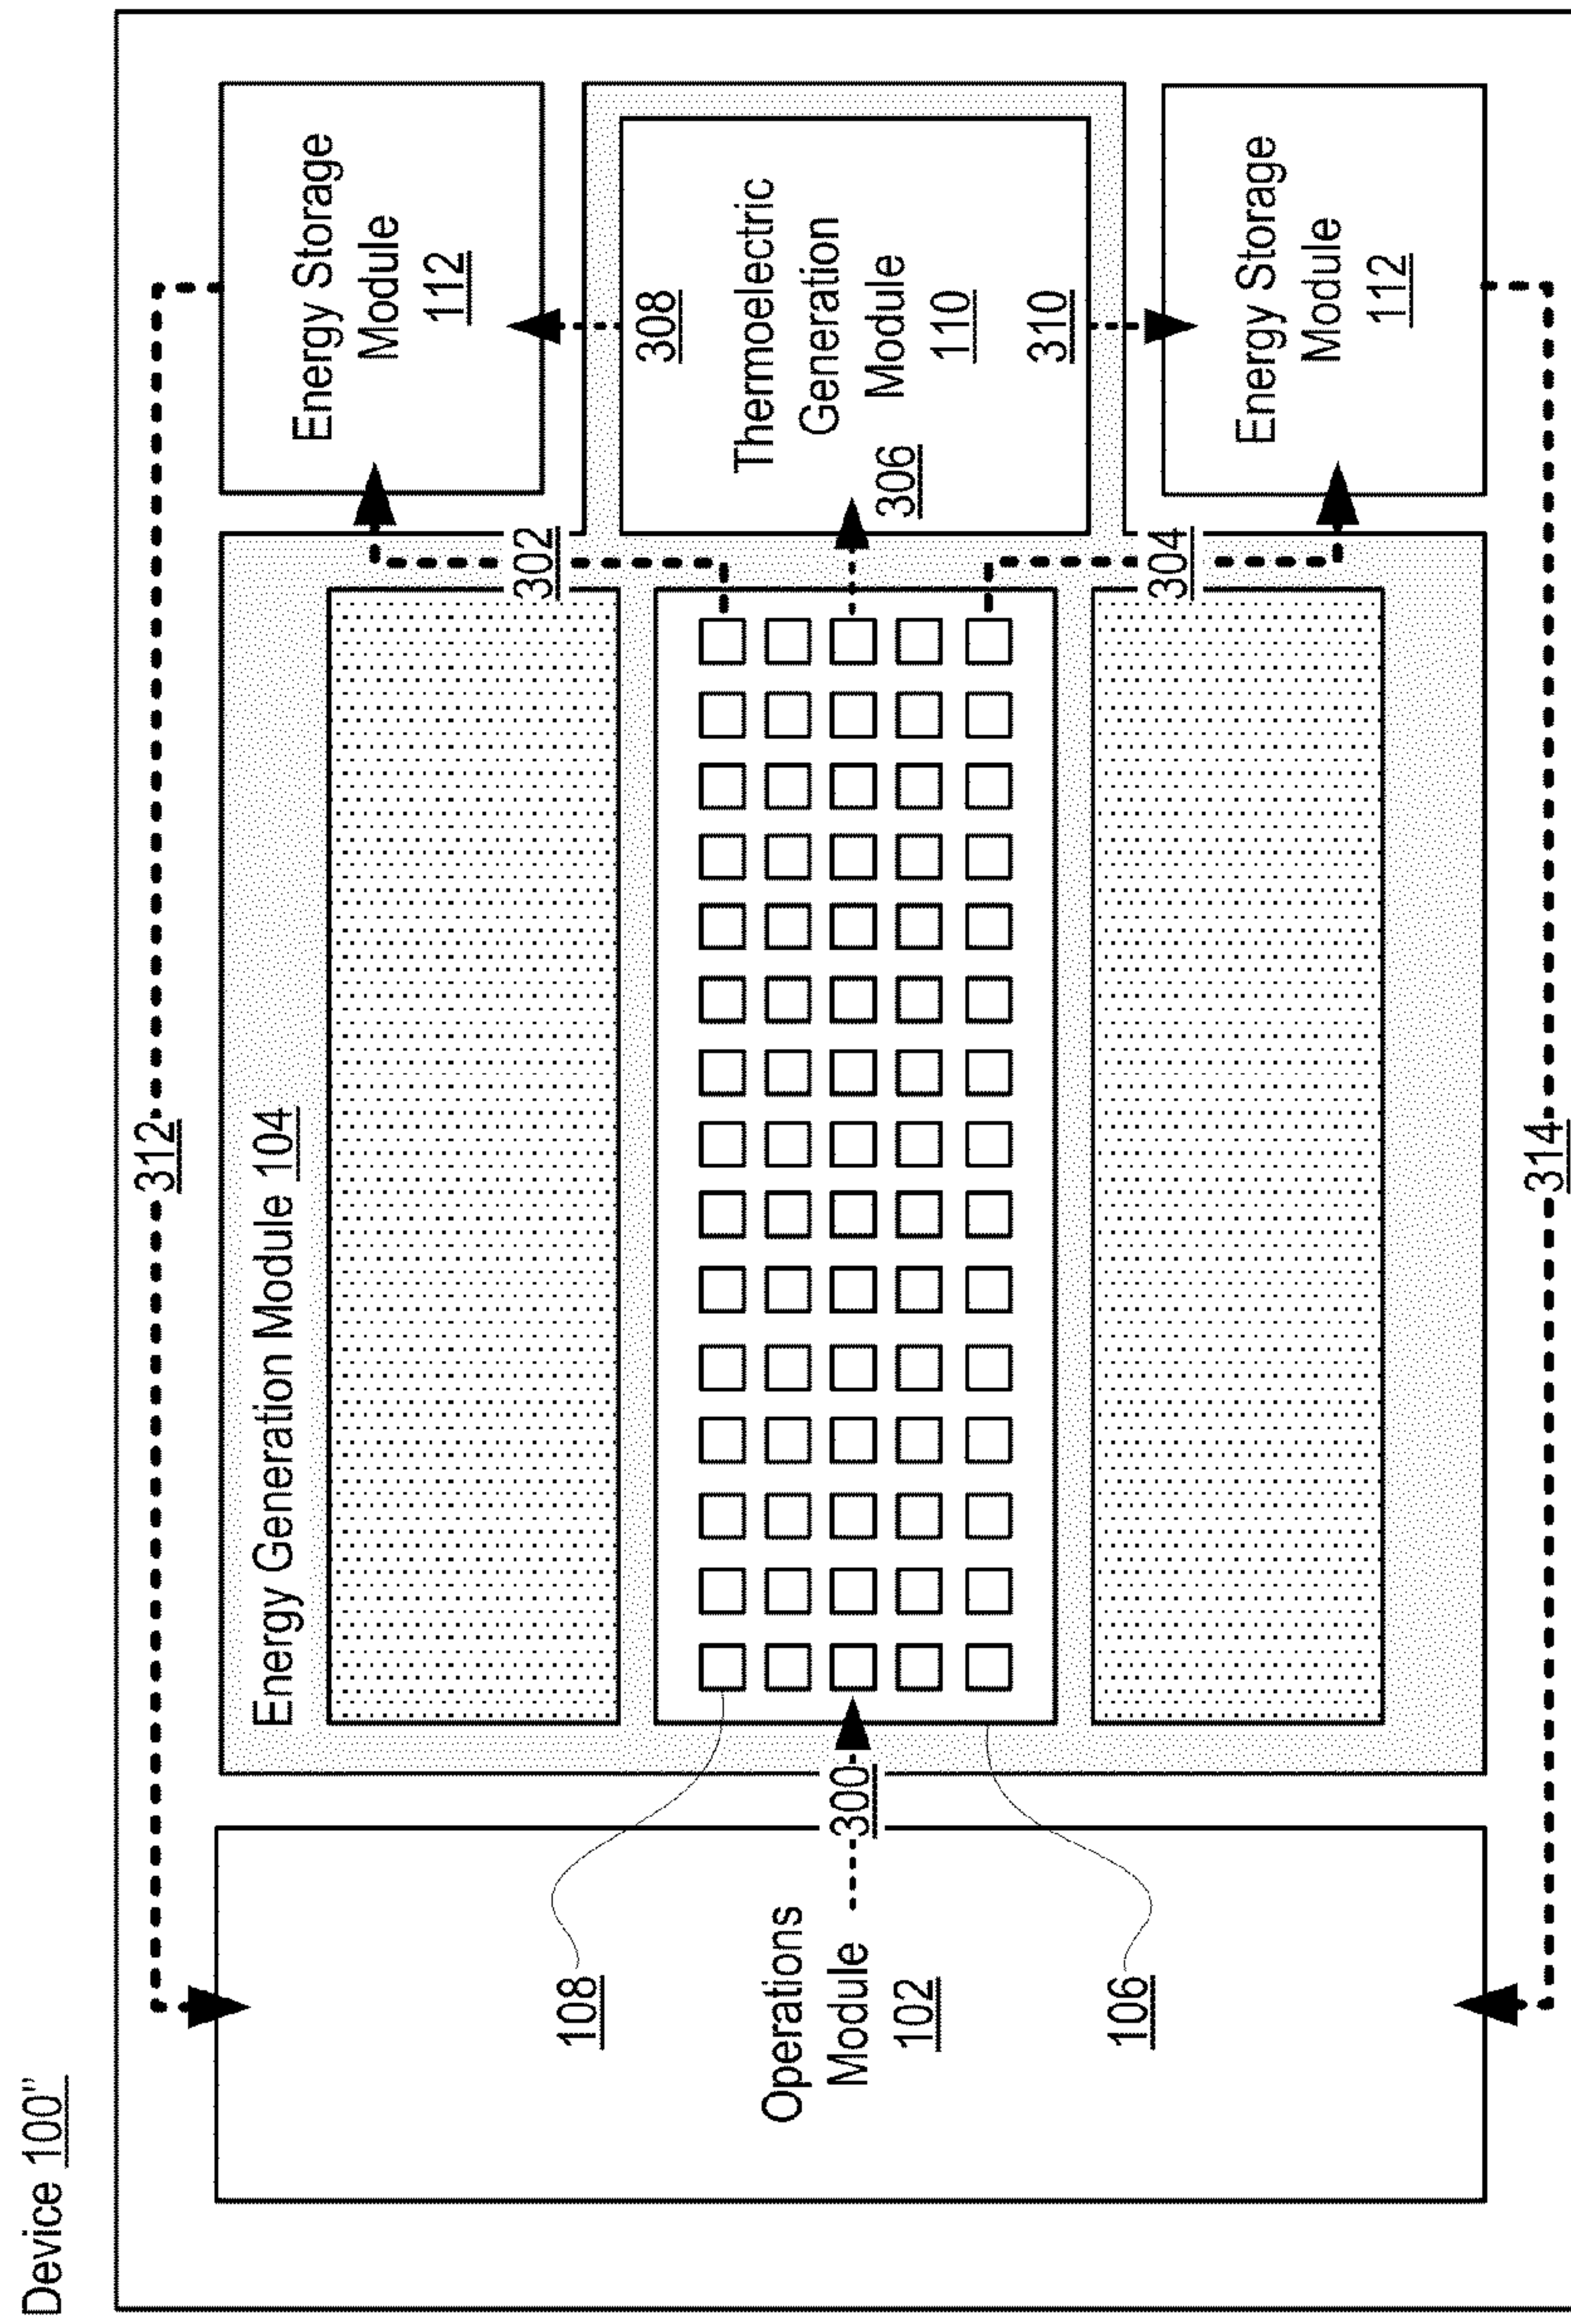 Device 100"
312
Energy Generation Module 104
Energy Storage
Module
112
302
308
108
Operations
Module
102
300
Thermoelectric
Generation
Module
110
306
106
310
304
Energy Storage
Module
112
314